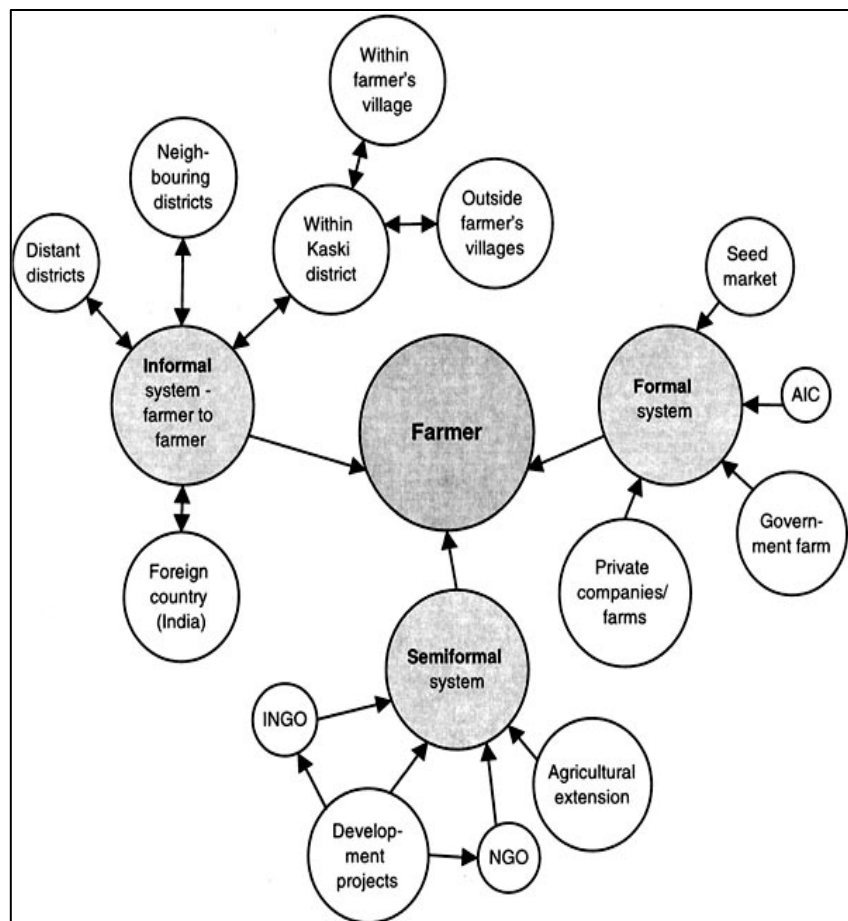 Within
farmer's
village
Neigh-
bouring
districts
Outside
farmer's
villages
Within
Kaski
district
Distant
districts
Seed
market
Informal
system -
farmer to
farmer
Farmer
Formal
system
AIC
Govern-
ment farm
Foreign
country
(India)
Private
companies/
farms
Semiformal
system
INGO
Agricultural
extension
Develop-
ment
projects
NGO